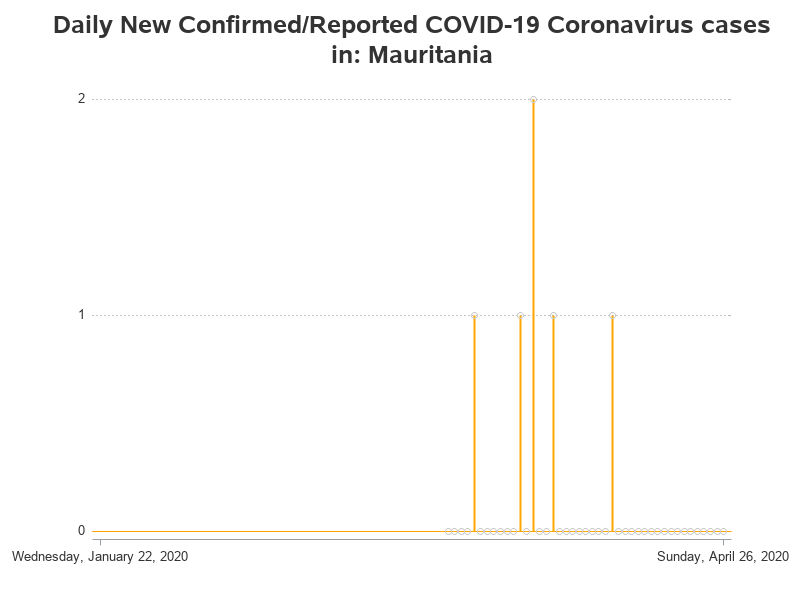 Daily New Confirmed/Reported COVID-19 Coronavirus cases
in: Mauritania
2
1
0
Wednesday, January 22, 2020
Sunday, April 26, 2020